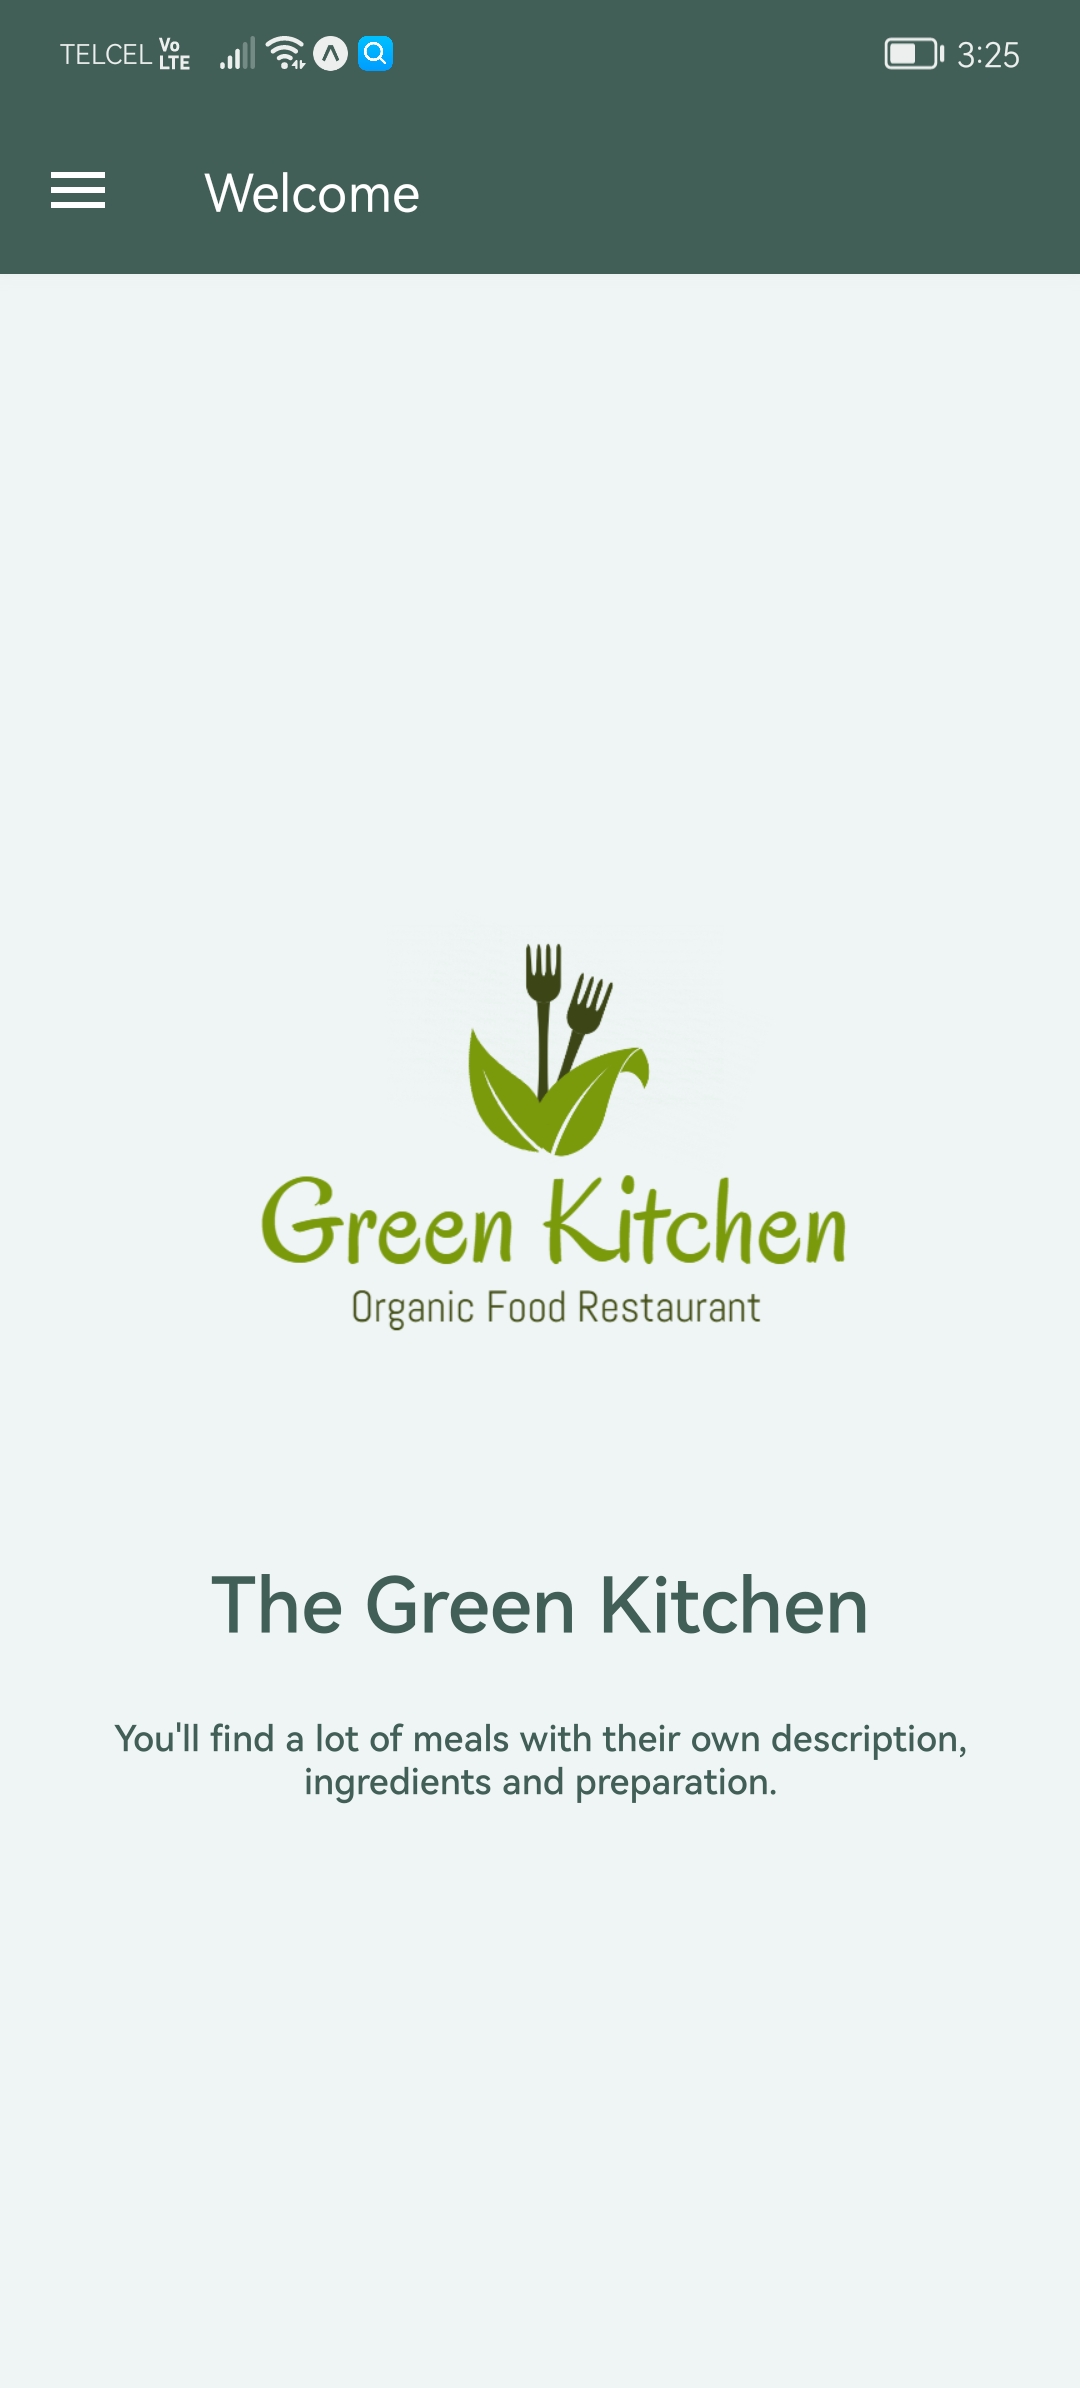 TELCEL VoLTE 3:25
Welcome
Green Kitchen
Organic Food Restaurant
The Green Kitchen
You'll find a lot of meals with their own description,
ingredients and preparation.